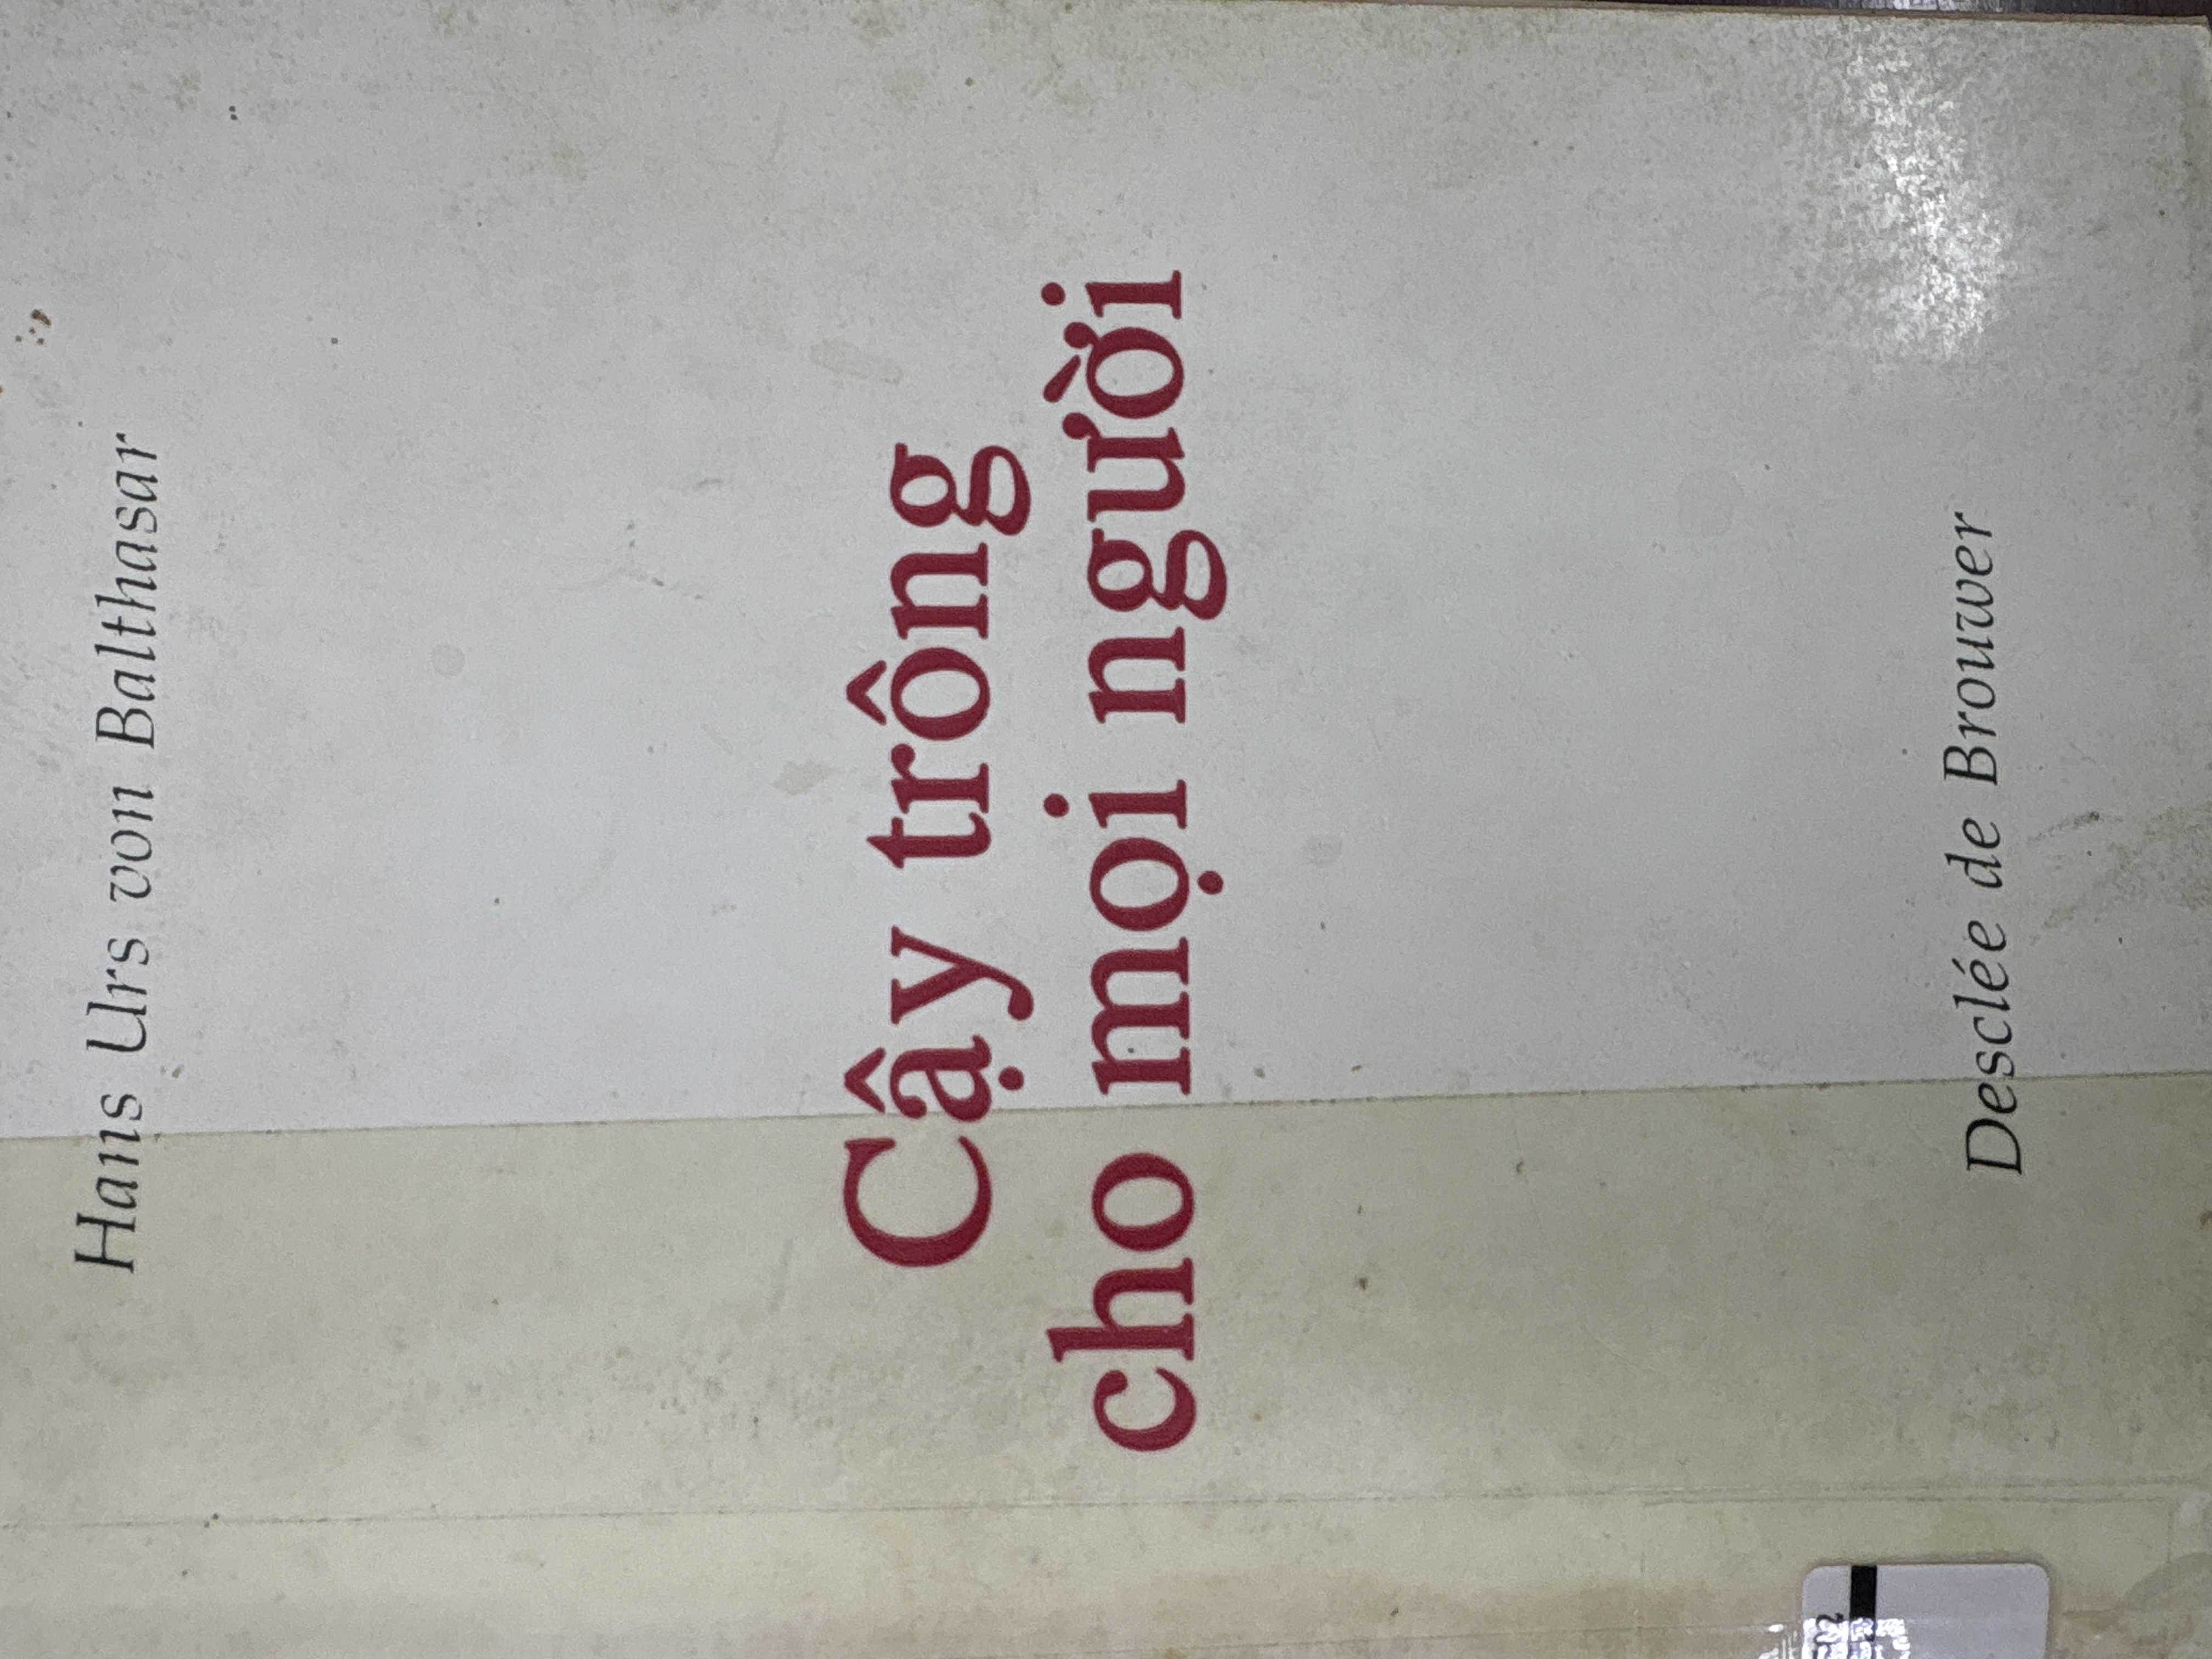 Hans Urs von Balthasar
Cậy trông
cho mọi người
Desclée de Brouwer